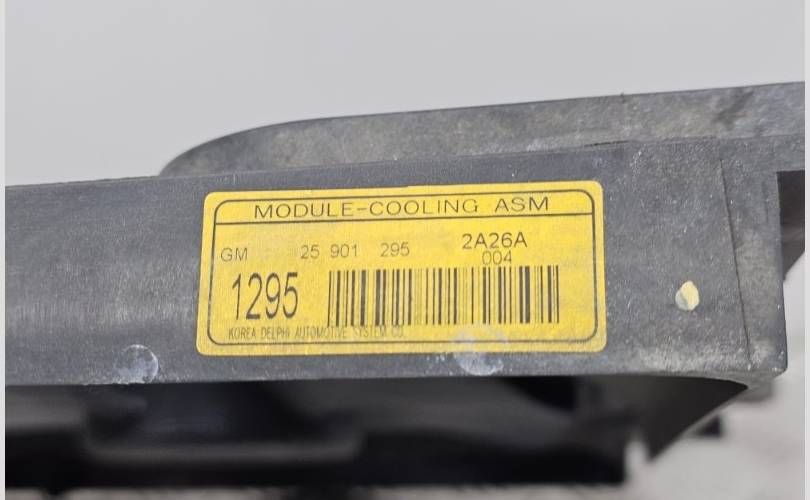 MODULE-COOLING ASM
GM 25 901 295 2A26A
004
1295
KOREA DELPHI AUTOMOTIVE SYSTEM CO.